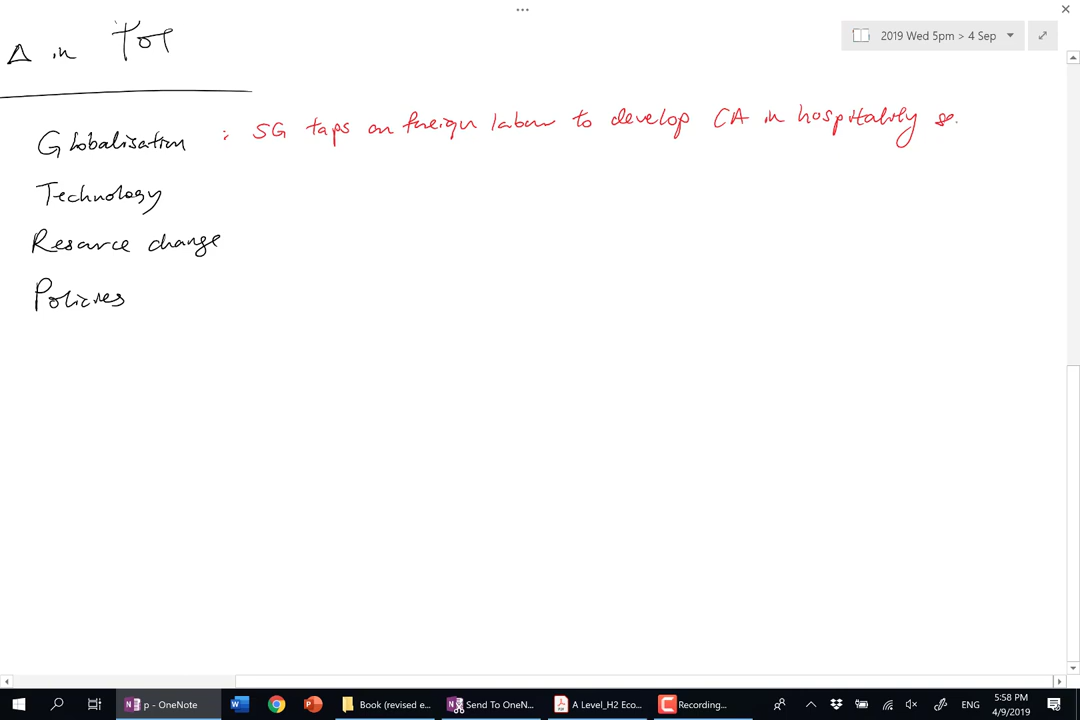 2019 Wed 5pm > 4 Sep
Δ in ToT
Globalisation : SG taps on foreign labour to develop CA in hospitality se
Technology
Resource change
Policies
p - OneNote
Book (revised e...
Send To OneN...
A Level_H2 Eco...
Recording...
ENG
5:58 PM
4/9/2019